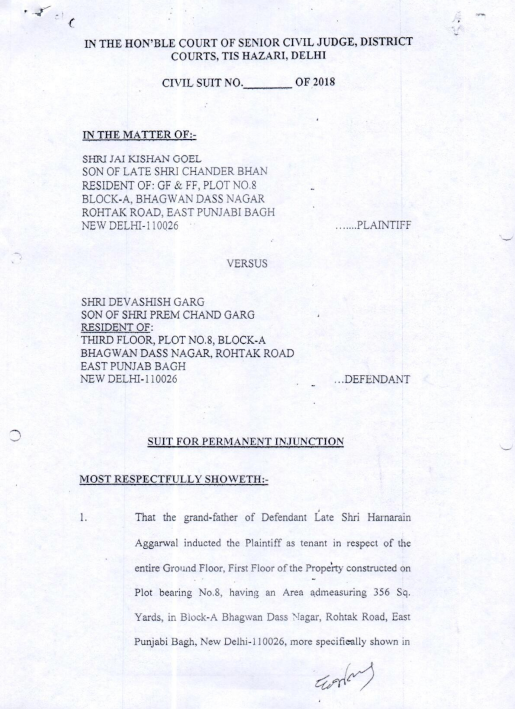 IN THE HON'BLE COURT OF SENIOR CIVIL JUDGE, DISTRICT
COURTS, TIS HAZARI, DELHI
CIVIL SUIT NO.________ OF 2018
IN THE MATTER OF:-
SHRI JAI KISHAN GOEL
SON OF LATE SHRI CHANDER BHAN
RESIDENT OF: GF & FF, PLOT NO.8
BLOCK-A, BHAGWAN DASS NAGAR
ROHTAK ROAD, EAST PUNJABI BAGH
NEW DELHI-110026 .......PLAINTIFF
VERSUS
SHRI DEVASHISH GARG
SON OF SHRI PREM CHAND GARG
RESIDENT OF:
THIRD FLOOR, PLOT NO.8, BLOCK-A
BHAGWAN DASS NAGAR, ROHTAK ROAD
EAST PUNJAB BAGH
NEW DELHI-110026 ...DEFENDANT
SUIT FOR PERMANENT INJUNCTION
MOST RESPECTFULLY SHOWETH:-
1. That the grand-father of Defendant Late Shri Harnarain
Aggarwal inducted the Plaintiff as tenant in respect of the
entire Ground Floor, First Floor of the Property constructed on
Plot bearing No.8, having an Area admeasuring 356 Sq.
Yards, in Block-A Bhagwan Dass Nagar, Rohtak Road, East
Punjabi Bagh, New Delhi-110026, more specifically shown in